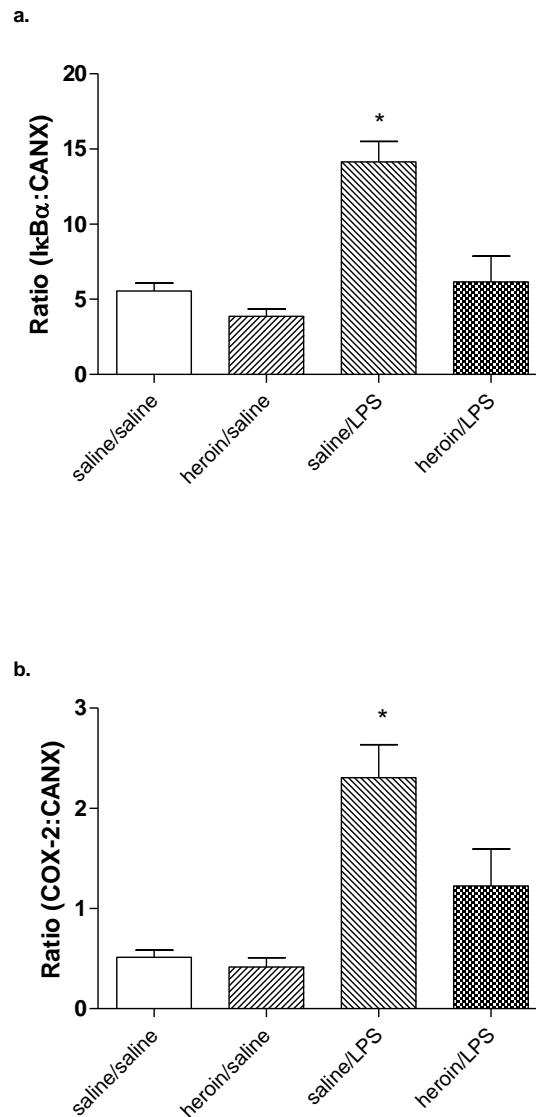 a.
Ratio (IκBα:CANX)
20
15
10
5
0
*
saline/saline
heroin/saline
saline/LPS
heroin/LPS
b.
Ratio (COX-2:CANX)
3
2
1
0
*
saline/saline
heroin/saline
saline/LPS
heroin/LPS